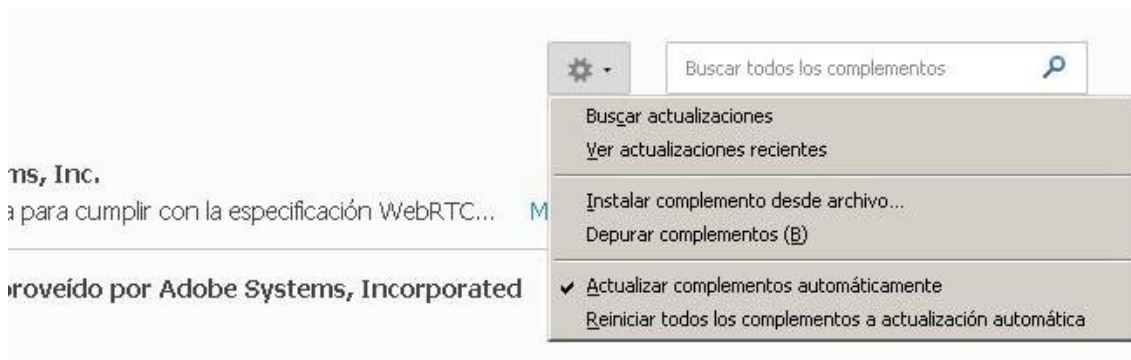 Buscar todos los complementos
Buscar actualizaciones
Ver actualizaciones recientes
ms, Inc.
a para cumplir con la especificación WebRTC... M
Instalar complemento desde archivo...
Depurar complementos (B)
roveído por Adobe Systems, Incorporated
Actualizar complementos automáticamente
Reiniciar todos los complementos a actualización automática